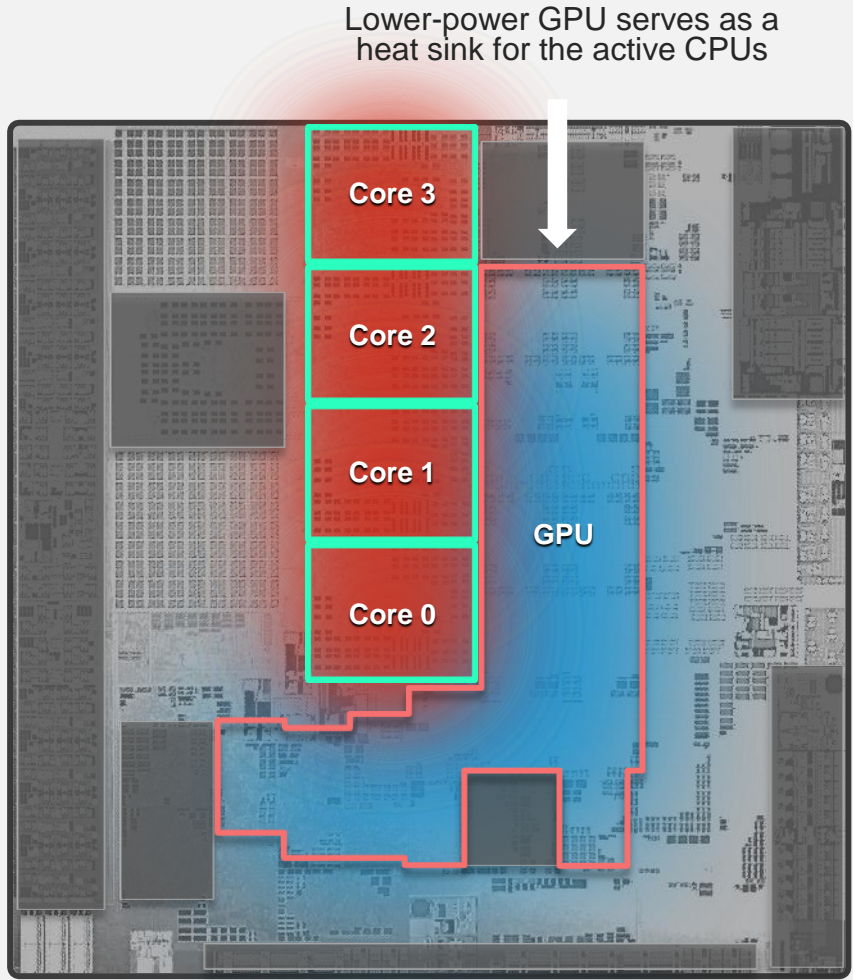 Lower-power GPU serves as a
heat sink for the active CPUs
Core 3
Core 2
Core 1
GPU
Core 0